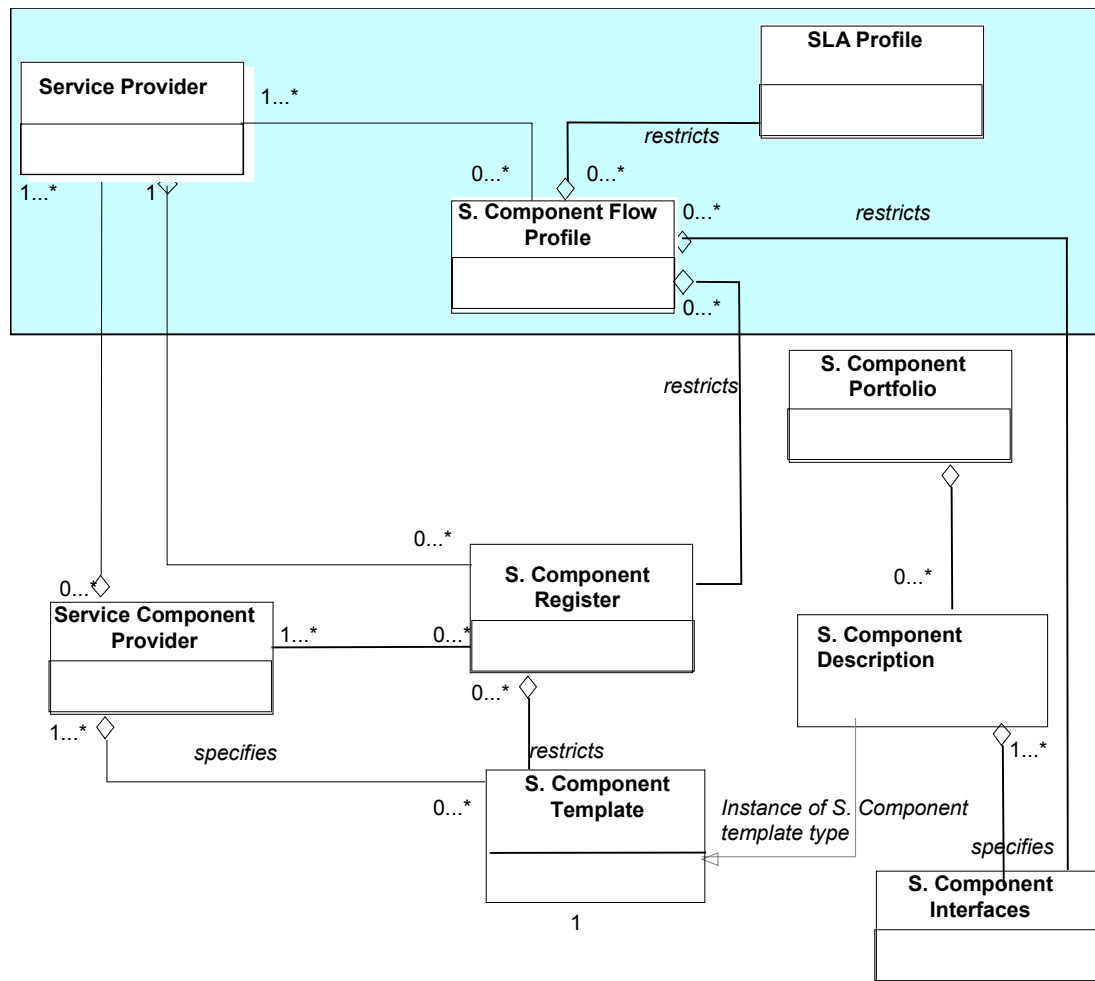 SLA Profile
Service Provider
1...*
restricts
1...*
1
0...*
0...*
S. Component Flow
Profile
0...*
restricts
0...*
restricts
S. Component
Portfolio
0...*
0...*
S. Component
Register
0...*
Service Component
Provider
1...*
0...*
S. Component
Description
0...*
1...*
specifies
restricts
1...*
S. Component
Template
0...*
Instance of S. Component
template type
specifies
S. Component
Interfaces
1